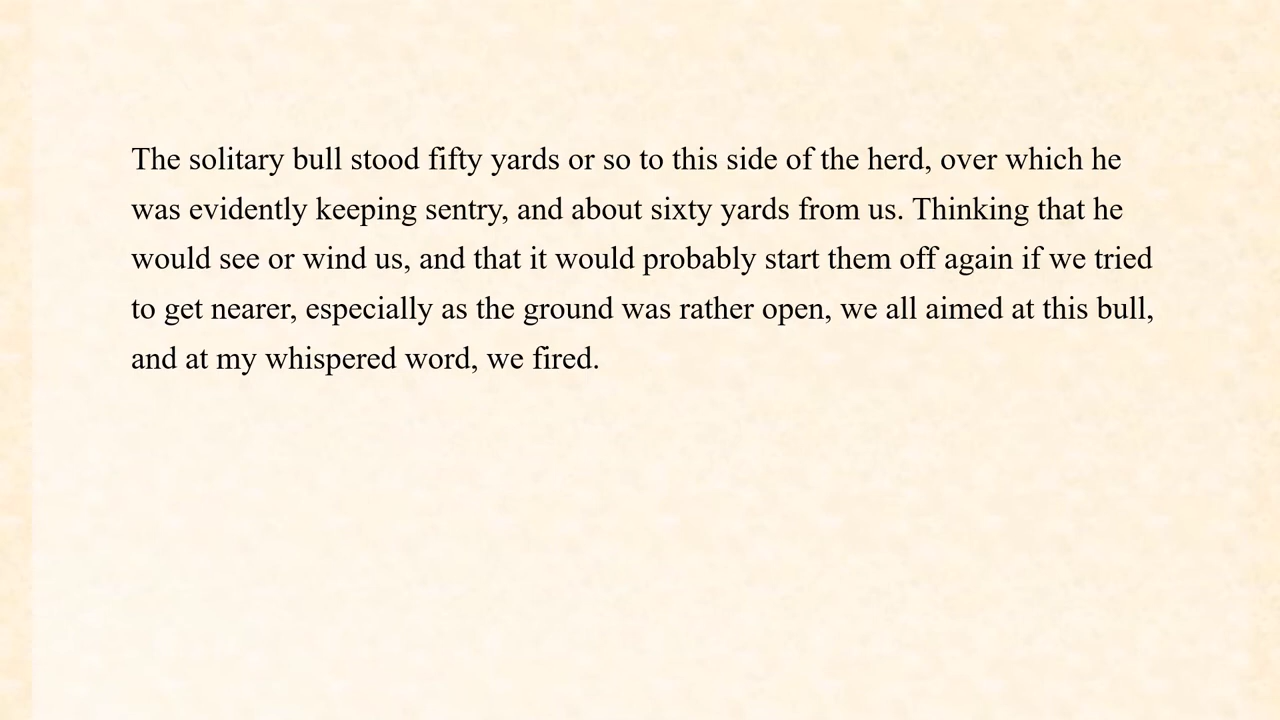 The solitary bull stood fifty yards or so to this side of the herd, over which he
was evidently keeping sentry, and about sixty yards from us. Thinking that he
would see or wind us, and that it would probably start them off again if we tried
to get nearer, especially as the ground was rather open, we all aimed at this bull,
and at my whispered word, we fired.